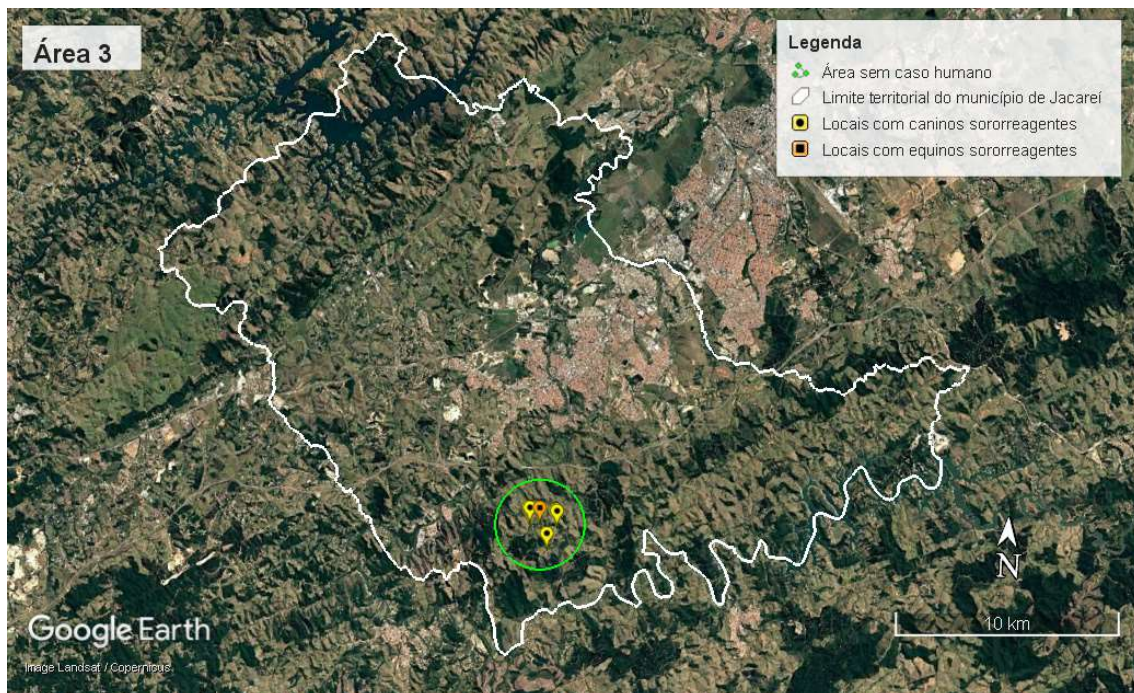 Área 3
Legenda
Área sem caso humano
Limite territorial do município de Jacareí
Locais com caninos sororreagentes
Locais com equinos sororreagentes
N
10 km
Google Earth
Image Landsat / Copernicus